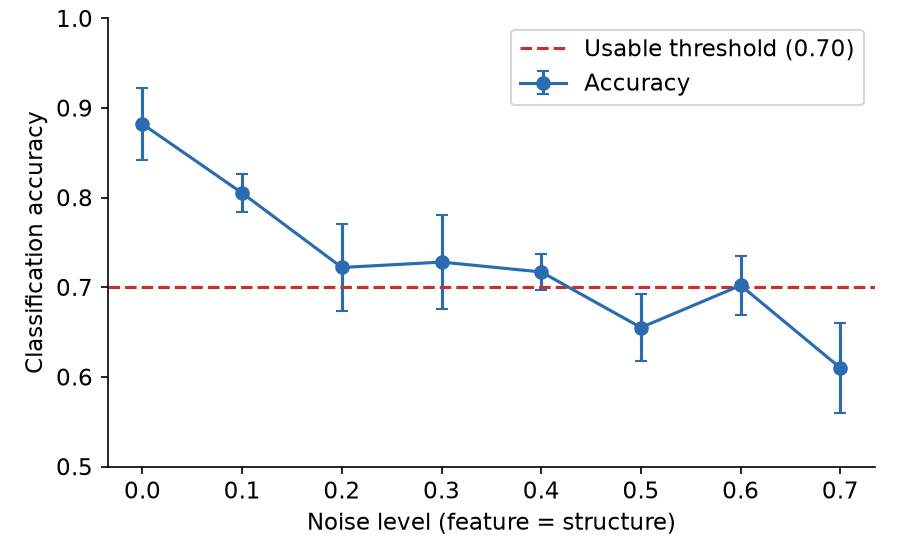 1.0
0.9
0.8
0.7
0.6
0.5
Classification accuracy
Usable threshold (0.70)
Accuracy
0.0 0.1 0.2 0.3 0.4 0.5 0.6 0.7
Noise level (feature = structure)